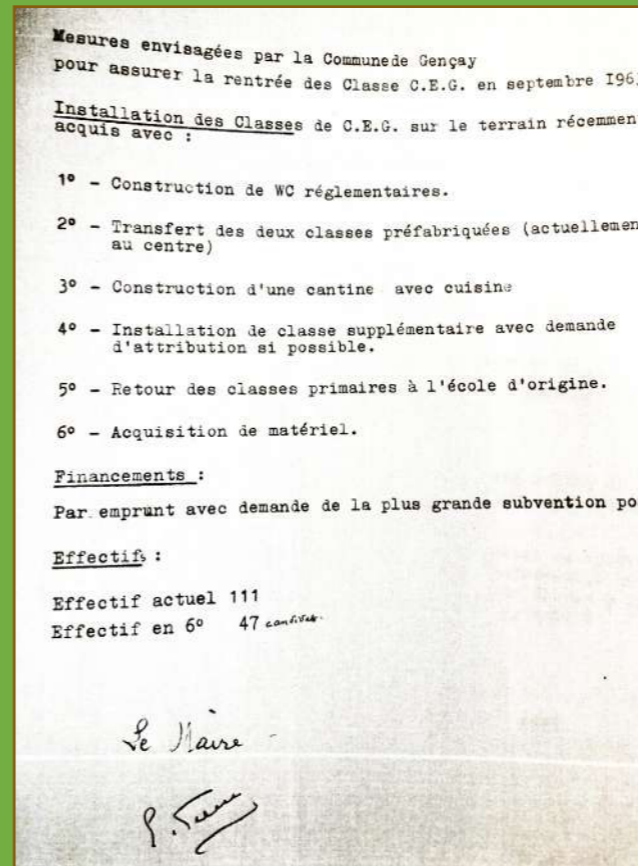 Mesures envisagées par la Communede Gençay
pour assurer la rentrée des Classe C.E.G. en septembre I96
Installation des Classes de C.E.G. sur le terrain récemmen
acquis avec :
1° - Construction de WC réglementaires.
2° - Transfert des deux classes préfabriquées (actuellemen
au centre)
3° - Construction d'une cantine avec cuisine
4° - Installation de classe supplémentaire avec demande
d'attribution si possible.
5° - Retour des classes primaires à l'école d'origine.
6° - Acquisition de matériel.
Financements :
Par emprunt avec demande de la plus grande subvention po
Effectifs :
Effectif actuel 111
Effectif en 6° 47
Le Maire